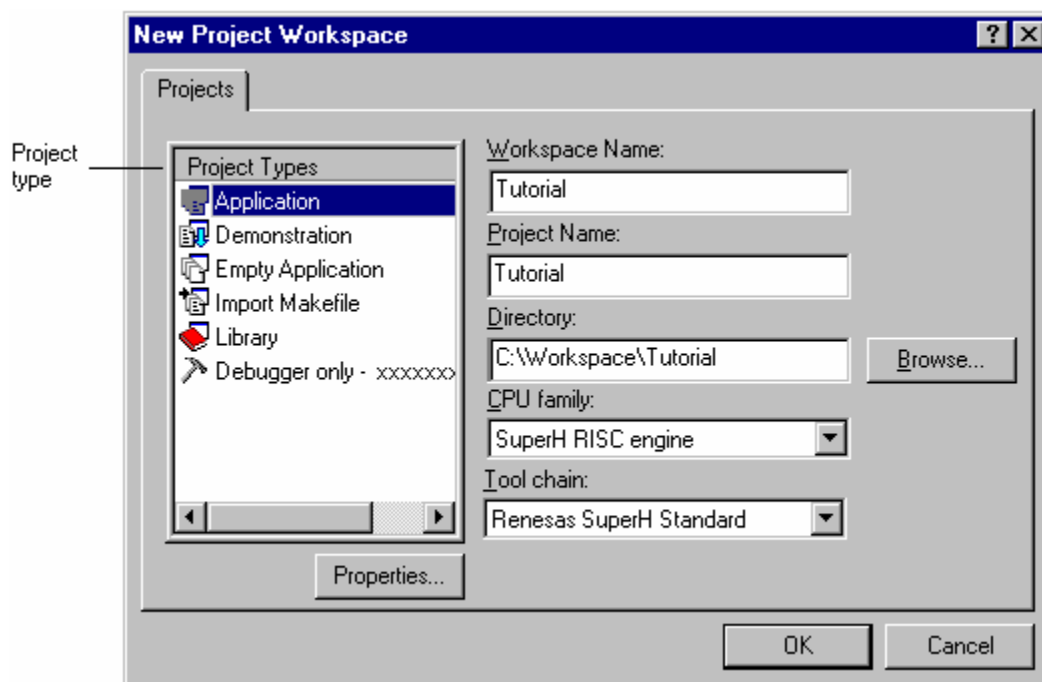 New Project Workspace
Projects
Project
type
Project Types
Application
Demonstration
Empty Application
Import Makefile
Library
Debugger only - xxxxxxx
Properties...
Workspace Name:
Tutorial
Project Name:
Tutorial
Directory:
C:\Workspace\Tutorial
Browse...
CPU family:
SuperH RISC engine
Tool chain:
Renesas SuperH Standard
OK
Cancel